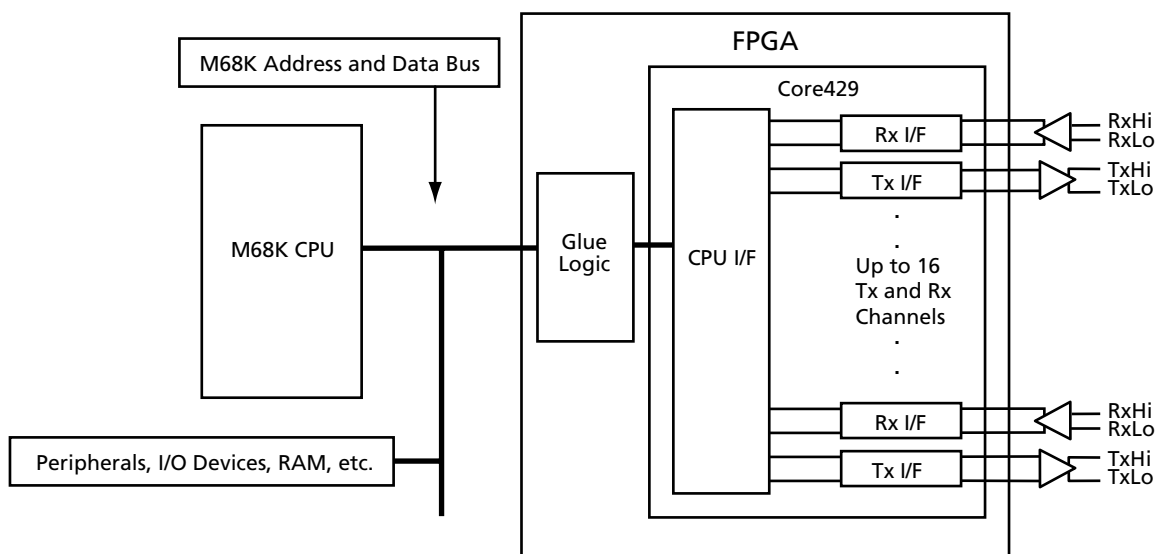 FPGA
M68K Address and Data Bus
Core429
M68K CPU
Glue
Logic
CPU I/F
Rx I/F
RxHi
RxLo
Tx I/F
TxHi
TxLo
.
.
Up to 16
Tx and Rx
Channels
.
.
Rx I/F
RxHi
RxLo
Tx I/F
TxHi
TxLo
Peripherals, I/O Devices, RAM, etc.